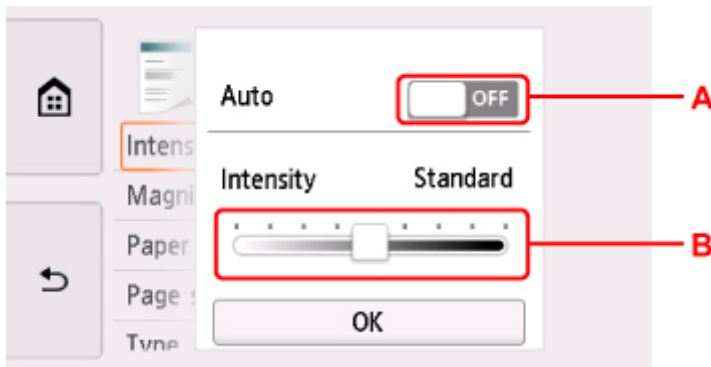 Auto
OFF
A
Intens
Intensity
Standard
Magni
B
Paper
Page
OK
Type